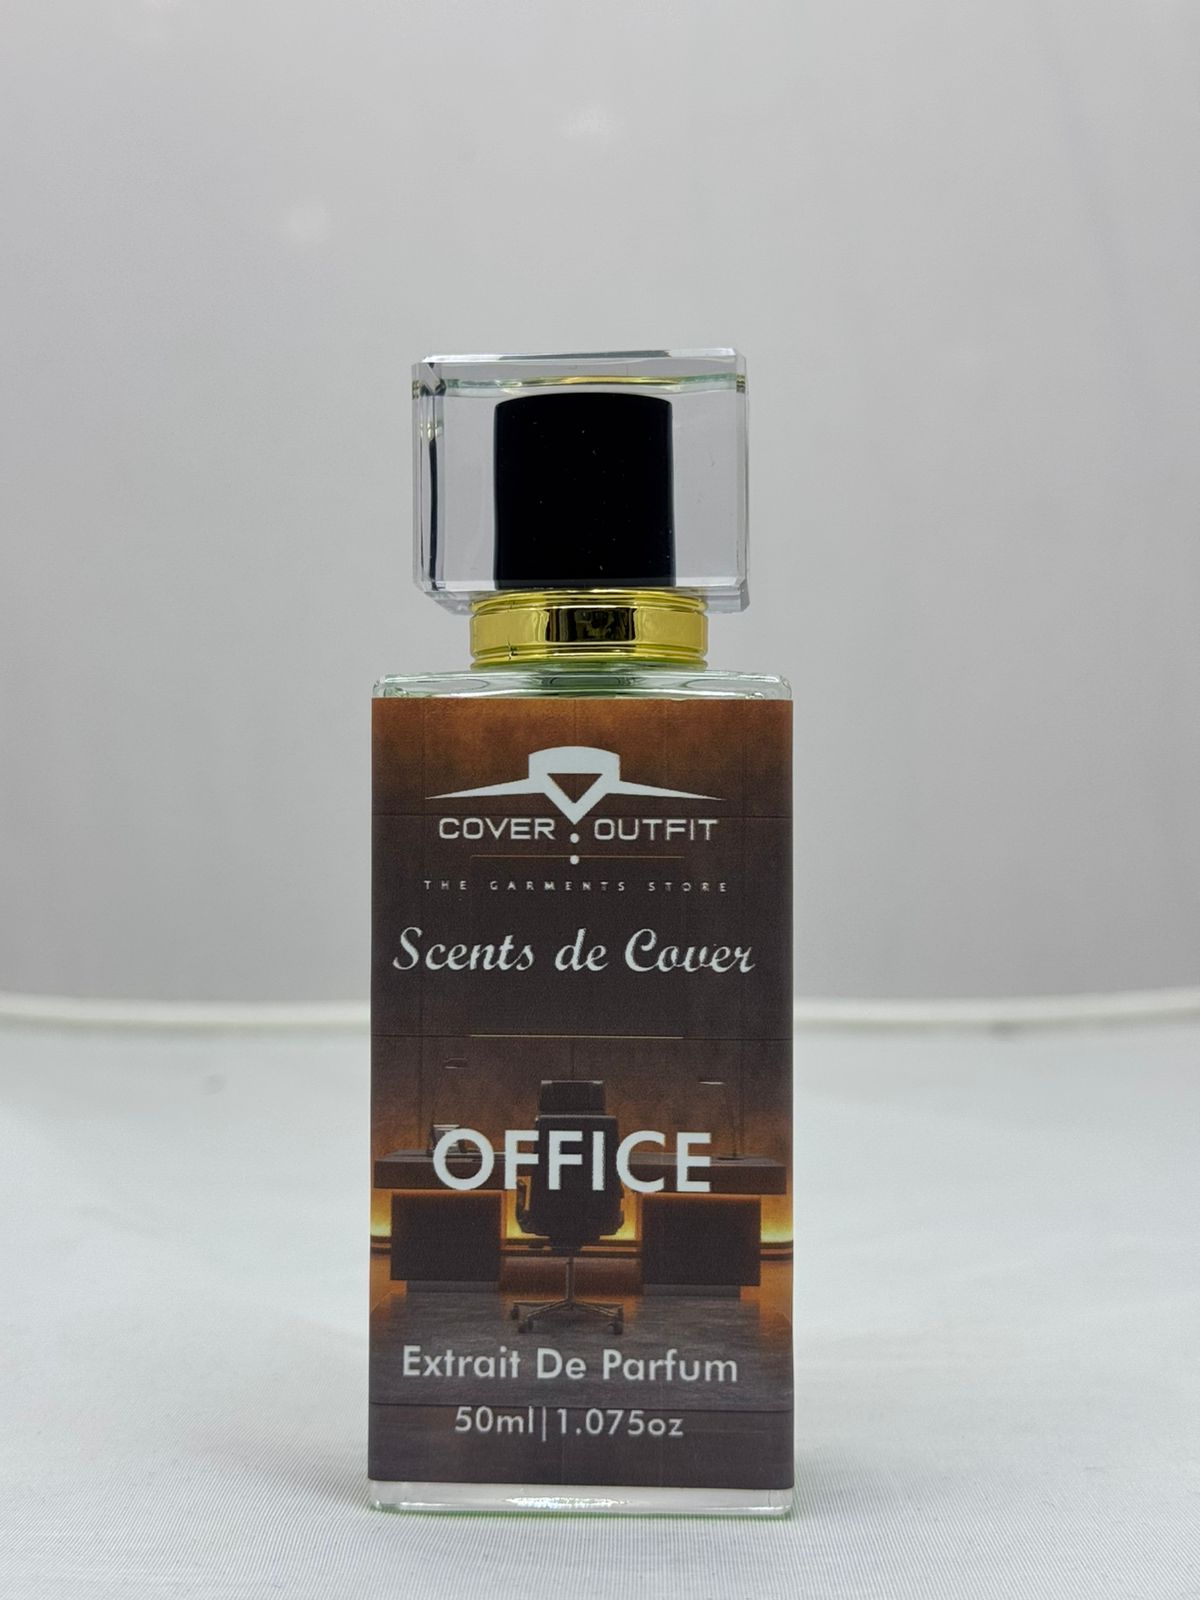 COVER OUTFIT
THE GARMENTS STORE
Scents de Cover
OFFICE
Extrait De Parfum
50ml|1.075oz